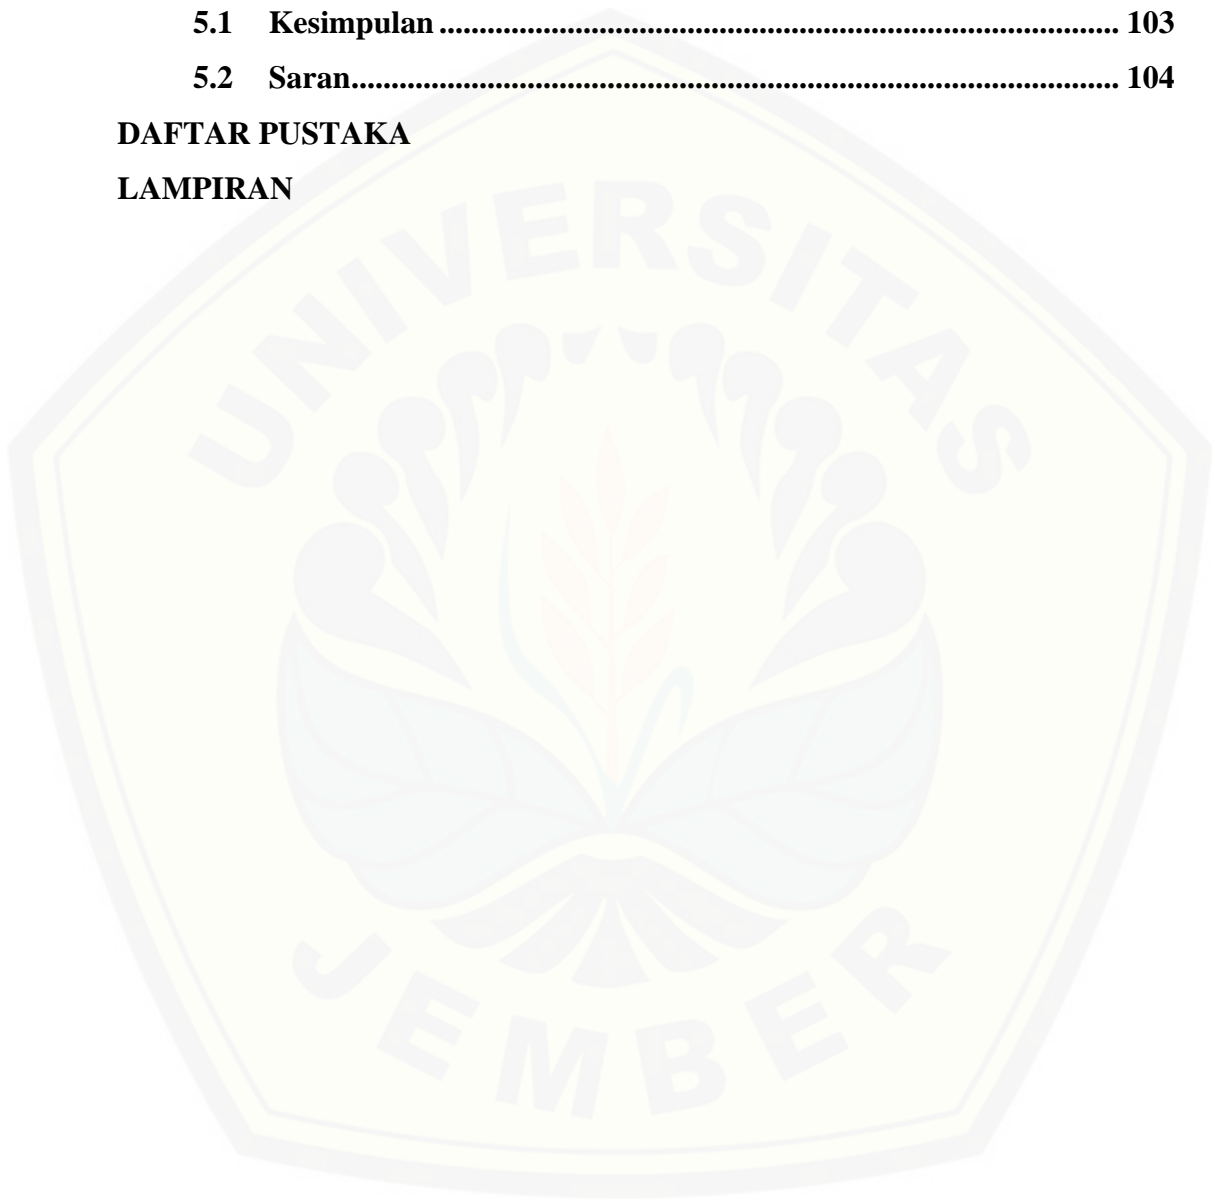 5.1 Kesimpulan ...................................................................................... 103
5.2 Saran................................................................................................. 104
DAFTAR PUSTAKA
LAMPIRAN
UNIVERSITAS
JEMBER